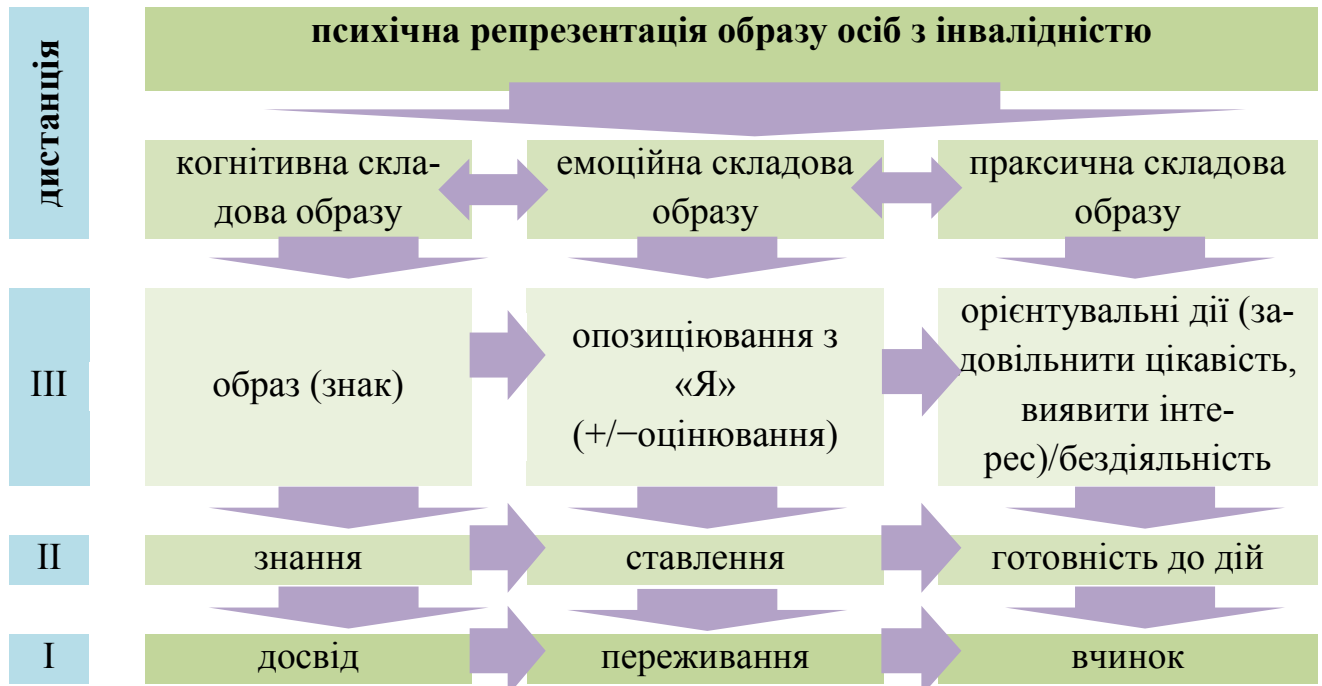 дистанція
психічна репрезентація образу осіб з інвалідністю
когнітивна скла-
дова образу
емоційна складова
образу
праксична складова
образу
III
образ (знак)
опозиціювання з
«Я»
(+/−оцінювання)
орієнтувальні дії (за-
довільнити цікавість,
виявити інте-
рес)/бездіяльність
II
знання
ставлення
готовність до дій
I
досвід
переживання
вчинок